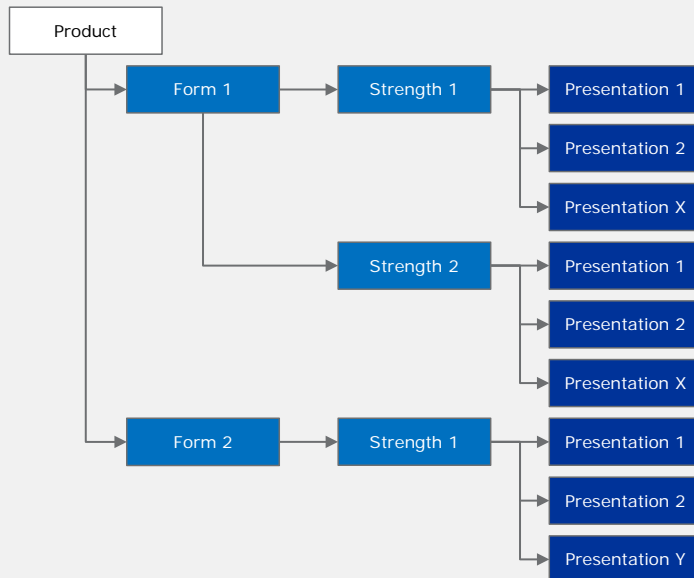 Product
Form 1
Strength 1
Presentation 1
Presentation 2
Presentation X
Strength 2
Presentation 1
Presentation 2
Presentation X
Form 2
Strength 1
Presentation 1
Presentation 2
Presentation Y